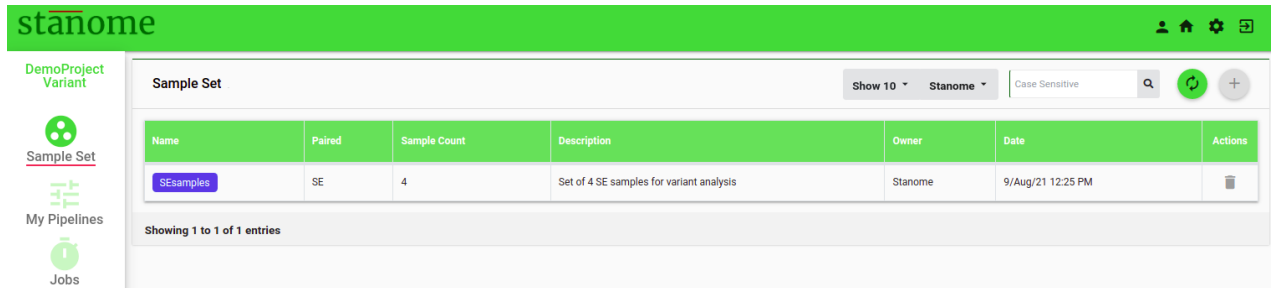 stanome
DemoProject
Variant
Sample Set
My Pipelines
Jobs
Sample Set
Show 10
Stanome
Case Sensitive
Name Paired Sample Count Description Owner Date Actions
SEsamples SE 4 Set of 4 SE samples for variant analysis Stanome 9/Aug/21 12:25 PM
Showing 1 to 1 of 1 entries